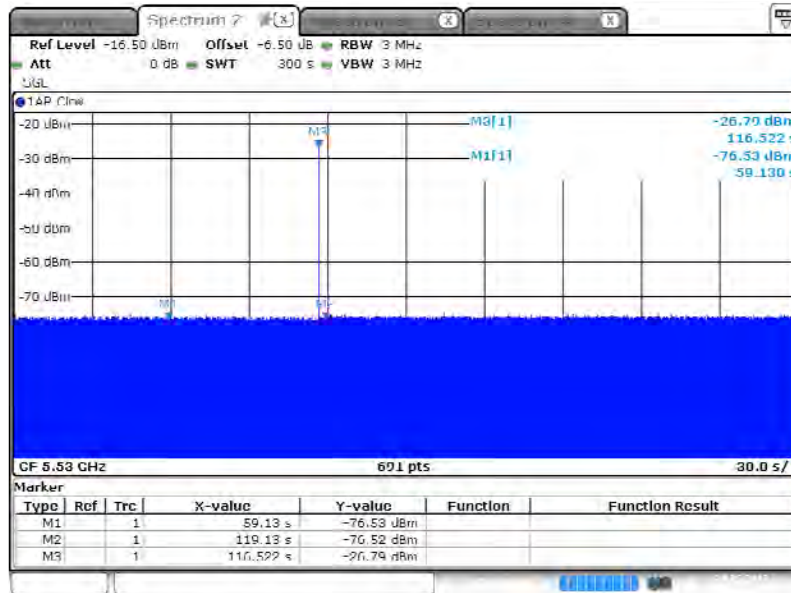 Spectrum 2
Ref Level -16.50 dBm Offset -6.50 dB RBW 3 MHz
Att 0 dB SWT 300 s VBW 3 MHz
SGL
1AP Clrw
M3[1] -26.79 dBm
116.522 s
M1[1] -76.53 dBm
59.130 s
-20 dBm
-30 dBm
-40 dBm
-50 dBm
-60 dBm
-70 dBm
M3
M1
CF 5.53 GHz 691 pts 30.0 s/
Marker
Type Ref Trc X-value Y-value Function Function Result
M1 1 59.13 s -76.53 dBm
M2 1 119.13 s -76.52 dBm
M3 1 116.522 s -26.79 dBm